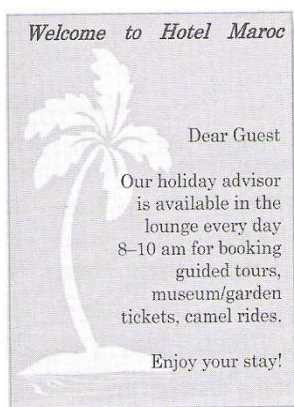 Welcome to Hotel Maroc
Dear Guest
Our holiday advisor
is available in the
lounge every day
8–10 am for booking
guided tours,
museum/garden
tickets, camel rides.
Enjoy your stay!